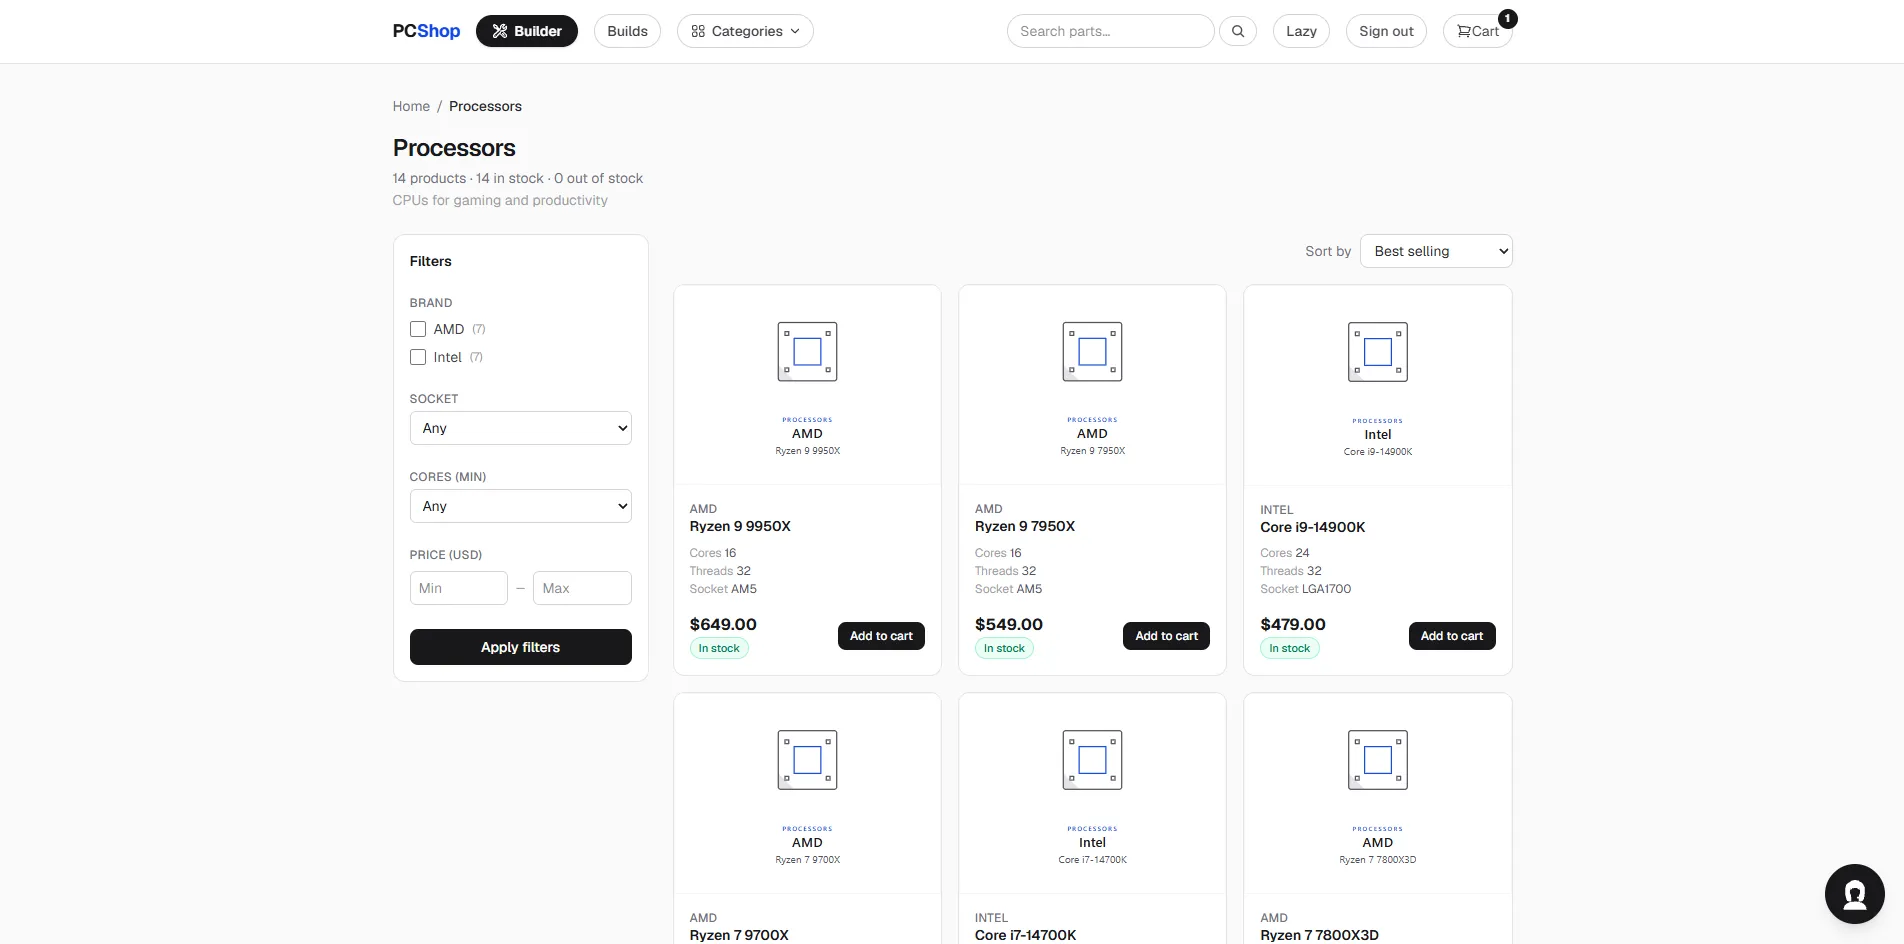 PCShop
Builder
Builds
Categories
Search parts...
Lazy
Sign out
Cart
1
Home / Processors
Processors
14 products · 14 in stock · 0 out of stock
CPUs for gaming and productivity
Filters
BRAND
AMD (7)
Intel (7)
SOCKET
Any
CORES (MIN)
Any
PRICE (USD)
Min – Max
Apply filters
Sort by Best selling
PROCESSORS
AMD
Ryzen 9 9950X
AMD
Ryzen 9 9950X
Cores 16
Threads 32
Socket AM5
$649.00
In stock
Add to cart
PROCESSORS
AMD
Ryzen 9 7950X
AMD
Ryzen 9 7950X
Cores 16
Threads 32
Socket AM5
$549.00
In stock
Add to cart
PROCESSORS
Intel
Core i9-14900K
INTEL
Core i9-14900K
Cores 24
Threads 32
Socket LGA1700
$479.00
In stock
Add to cart
PROCESSORS
AMD
Ryzen 7 9700X
AMD
Ryzen 7 9700X
PROCESSORS
Intel
Core i7-14700K
INTEL
Core i7-14700K
PROCESSORS
AMD
Ryzen 7 7800X3D
AMD
Ryzen 7 7800X3D